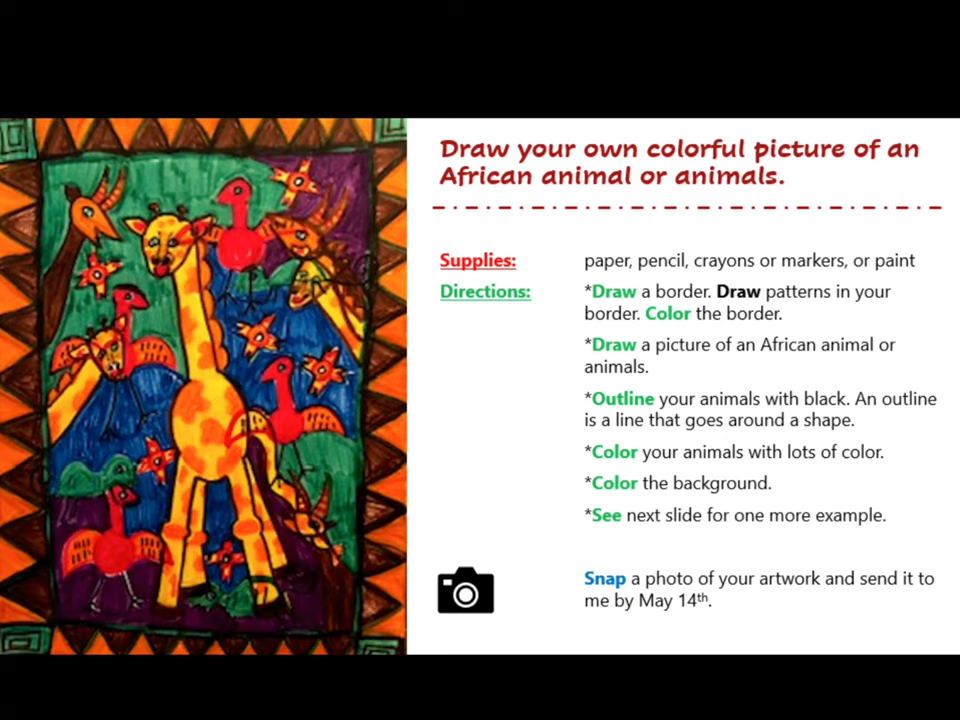 Draw your own colorful picture of an
African animal or animals.
Supplies: paper, pencil, crayons or markers, or paint
Directions: *Draw a border. Draw patterns in your
border. Color the border.
*Draw a picture of an African animal or
animals.
*Outline your animals with black. An outline
is a line that goes around a shape.
*Color your animals with lots of color.
*Color the background.
*See next slide for one more example.
Snap a photo of your artwork and send it to
me by May 14th.